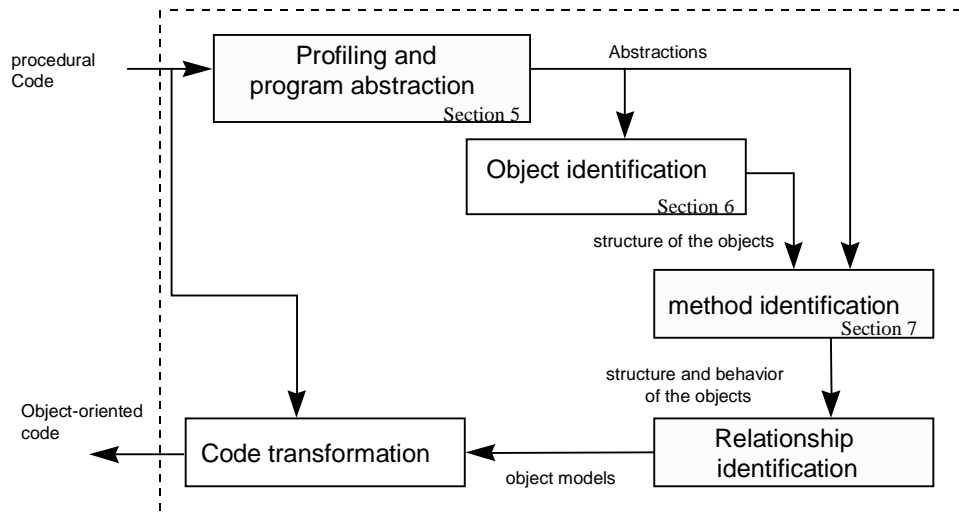 procedural
Code
Profiling and
program abstraction
Section 5
Abstractions
Object identification
Section 6
structure of the objects
method identification
Section 7
structure and behavior
of the objects
Relationship
identification
object models
Code transformation
Object-oriented
code